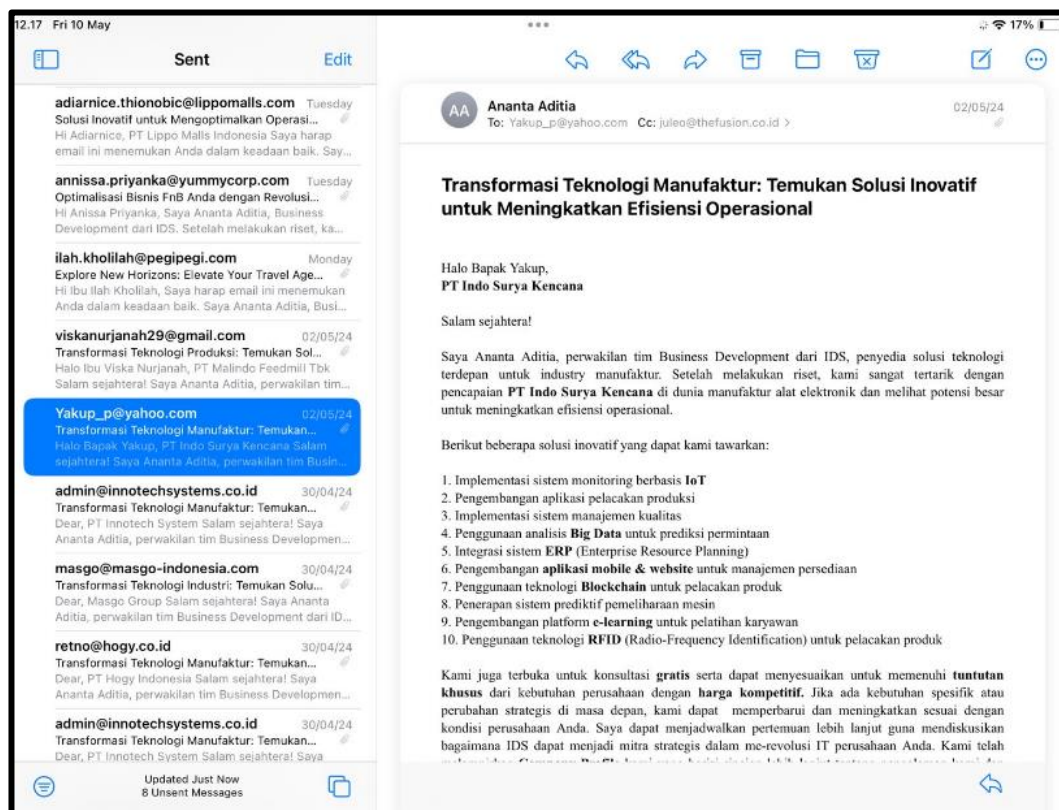 12.17 Fri 10 May
17%
Sent
Edit
adiarnice.thionobic@lippomalls.com Tuesday
Solusi Inovatif untuk Mengoptimalkan Operasi...
Hi Adiarnice, PT Lippo Malls Indonesia Saya harap
email ini menemukan Anda dalam keadaan baik. Say...
annissa.priyanka@yummycorp.com Tuesday
Optimalisasi Bisnis FnB Anda dengan Revolusi...
Hi Anissa Priyanka, Saya Ananta Aditia, Business
Development dari IDS. Setelah melakukan riset, ka...
ilah.kholilah@pegipegi.com Monday
Explore New Horizons: Elevate Your Travel Age...
Hi Ibu Ilah Kholilah, Saya harap email ini menemukan
Anda dalam keadaan baik. Saya Ananta Aditia, Busi...
viskanurjanah29@gmail.com 02/05/24
Transformasi Teknologi Produksi: Temukan Sol...
Halo Ibu Viska Nurjanah, PT Malindo Feedmill Tbk
Salam sejahtera! Saya Ananta Aditia, perwakilan tim...
Yakup_p@yahoo.com 02/05/24
Transformasi Teknologi Manufaktur: Temukan...
Halo Bapak Yakup, PT Indo Surya Kencana Salam
sejahtera! Saya Ananta Aditia, perwakilan tim Busin...
admin@innotechsystems.co.id 30/04/24
Transformasi Teknologi Manufaktur: Temukan...
Dear, PT Innotech System Salam sejahtera! Saya
Ananta Aditia, perwakilan tim Business Developmen...
masgo@masgo-indonesia.com 30/04/24
Transformasi Teknologi Industri: Temukan Solu...
Dear, Masgo Group Salam sejahtera! Saya Ananta
Aditia, perwakilan tim Business Development dari ID...
retno@hogy.co.id 30/04/24
Transformasi Teknologi Manufaktur: Temukan...
Dear, PT Hogy Indonesia Salam sejahtera! Saya
Ananta Aditia, perwakilan tim Business Developmen...
admin@innotechsystems.co.id 30/04/24
Transformasi Teknologi Manufaktur: Temukan...
Dear, PT Innotech System Salam sejahtera! Saya
Updated Just Now
8 Unsent Messages
AA
Ananta Aditia 02/05/24
To: Yakup_p@yahoo.com Cc: juleo@thefusion.co.id >
Transformasi Teknologi Manufaktur: Temukan Solusi Inovatif
untuk Meningkatkan Efisiensi Operasional
Halo Bapak Yakup,
PT Indo Surya Kencana
Salam sejahtera!
Saya Ananta Aditia, perwakilan tim Business Development dari IDS, penyedia solusi teknologi
terdepan untuk industry manufaktur. Setelah melakukan riset, kami sangat tertarik dengan
pencapaian PT Indo Surya Kencana di dunia manufaktur alat elektronik dan melihat potensi besar
untuk meningkatkan efisiensi operasional.
Berikut beberapa solusi inovatif yang dapat kami tawarkan:
1. Implementasi sistem monitoring berbasis IoT
2. Pengembangan aplikasi pelacakan produksi
3. Implementasi sistem manajemen kualitas
4. Penggunaan analisis Big Data untuk prediksi permintaan
5. Integrasi sistem ERP (Enterprise Resource Planning)
6. Pengembangan aplikasi mobile & website untuk manajemen persediaan
7. Penggunaan teknologi Blockchain untuk pelacakan produk
8. Penerapan sistem prediktif pemeliharaan mesin
9. Pengembangan platform e-learning untuk pelatihan karyawan
10. Penggunaan teknologi RFID (Radio-Frequency Identification) untuk pelacakan produk
Kami juga terbuka untuk konsultasi gratis serta dapat menyesuaikan untuk memenuhi tuntutan
khusus dari kebutuhan perusahaan dengan harga kompetitif. Jika ada kebutuhan spesifik atau
perubahan strategis di masa depan, kami dapat memperbarui dan meningkatkan sesuai dengan
kondisi perusahaan Anda. Saya dapat menjadwalkan pertemuan lebih lanjut guna mendiskusikan
bagaimana IDS dapat menjadi mitra strategis dalam me-revolusi IT perusahaan Anda. Kami telah